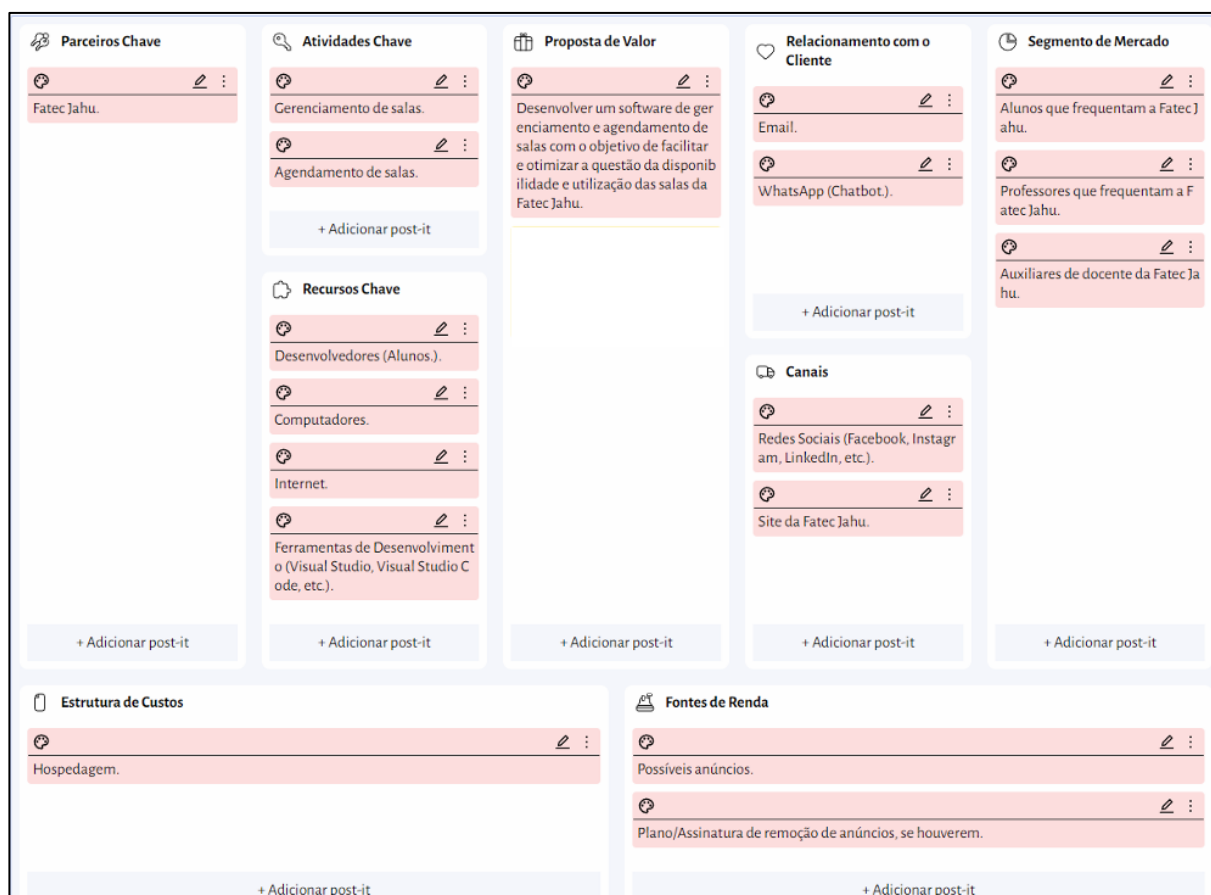 Parceiros Chave
Fatec Jahu.
+ Adicionar post-it
Atividades Chave
Gerenciamento de salas.
Agendamento de salas.
+ Adicionar post-it
Recursos Chave
Desenvolvedores (Alunos.).
Computadores.
Internet.
Ferramentas de Desenvolviment
o (Visual Studio, Visual Studio C
ode, etc.).
+ Adicionar post-it
Proposta de Valor
Desenvolver um software de ger
enciamento e agendamento de
salas com o objetivo de facilitar
e otimizar a questão da disponib
ilidade e utilização das salas da
Fatec Jahu.
+ Adicionar post-it
Relacionamento com o
Cliente
Email.
WhatsApp (Chatbot.).
+ Adicionar post-it
Canais
Redes Sociais (Facebook, Instagr
am, LinkedIn, etc.).
Site da Fatec Jahu.
+ Adicionar post-it
Segmento de Mercado
Alunos que frequentam a Fatec J
ahu.
Professores que frequentam a F
atec Jahu.
Auxiliares de docente da Fatec Ja
hu.
+ Adicionar post-it
Estrutura de Custos
Hospedagem.
+ Adicionar post-it
Fontes de Renda
Possíveis anúncios.
Plano/Assinatura de remoção de anúncios, se houverem.
+ Adicionar post-it